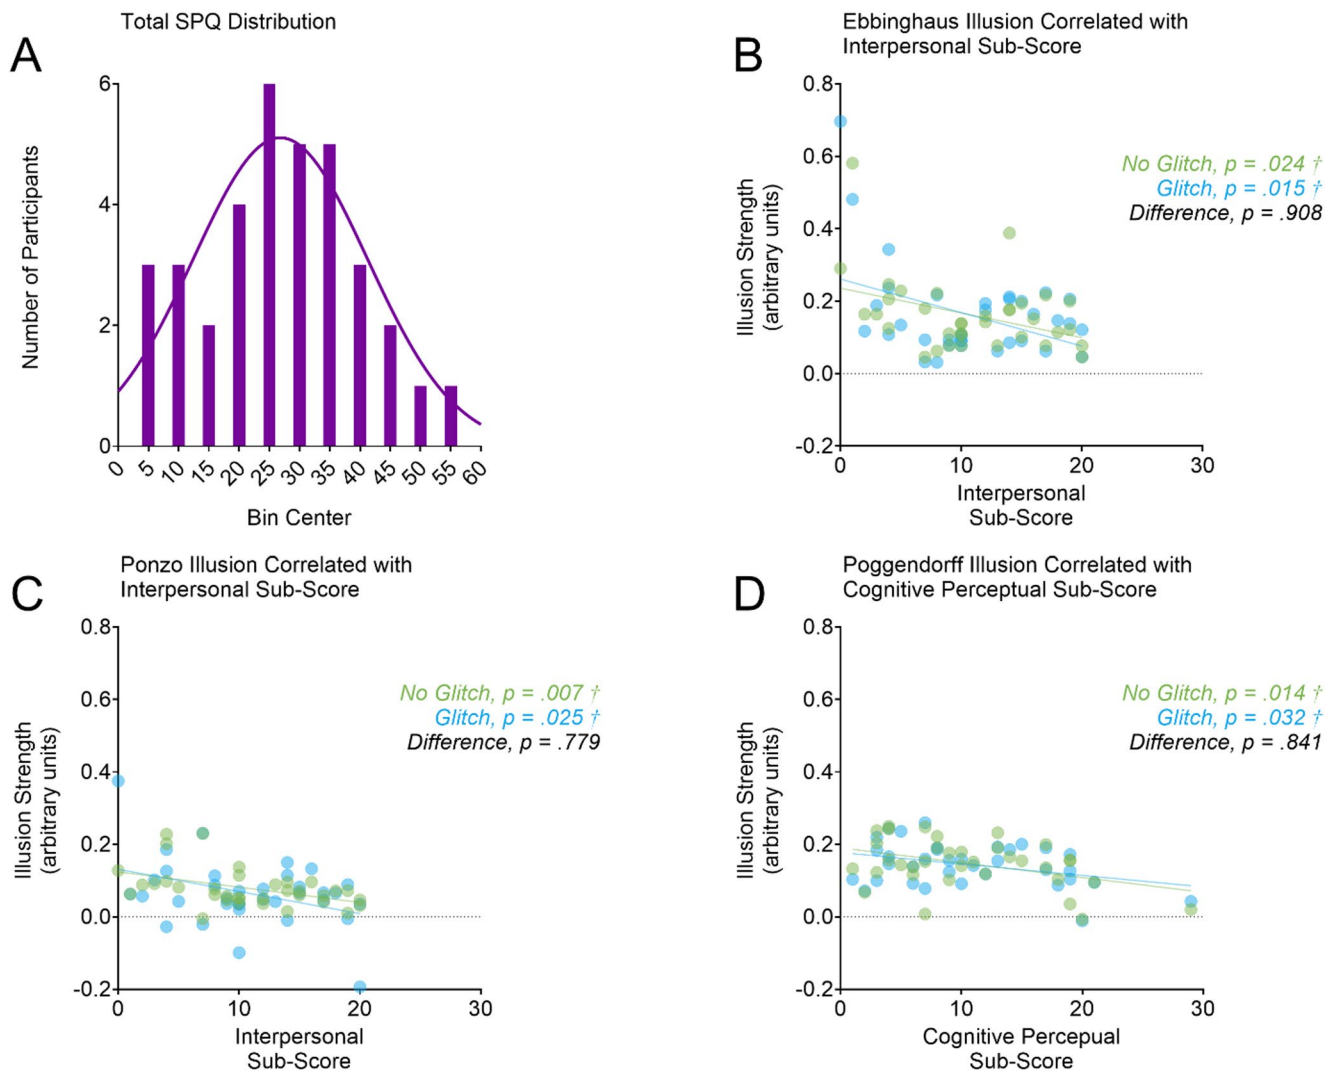 Total SPQ Distribution
A
Number of Participants
6
4
2
0
0 5 10 15 20 25 30 35 40 45 50 55 60
Bin Center
Ebbinghaus Illusion Correlated with
Interpersonal Sub-Score
B
Illusion Strength
(arbitrary units)
0.8
0.6
0.4
0.2
0.0
-0.2
No Glitch, p = .024 †
Glitch, p = .015 †
Difference, p = .908
0 10 20 30
Interpersonal
Sub-Score
Ponzo Illusion Correlated with
Interpersonal Sub-Score
C
Illusion Strength
(arbitrary units)
0.8
0.6
0.4
0.2
0.0
-0.2
No Glitch, p = .007 †
Glitch, p = .025 †
Difference, p = .779
0 10 20 30
Interpersonal
Sub-Score
Poggendorff Illusion Correlated with
Cognitive Perceptual Sub-Score
D
Illusion Strength
(arbitrary units)
0.8
0.6
0.4
0.2
0.0
-0.2
No Glitch, p = .014 †
Glitch, p = .032 †
Difference, p = .841
0 10 20 30
Cognitive Percepual
Sub-Score